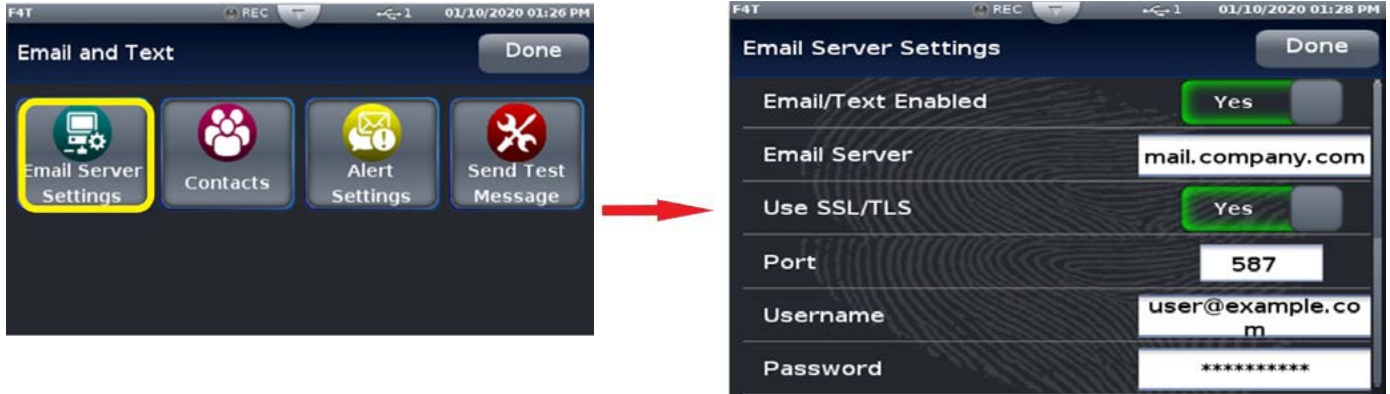 F4T REC 1 01/10/2020 01:26 PM
Email and Text Done
Email Server Settings
Contacts
Alert Settings
Send Test Message
F4T REC 1 01/10/2020 01:28 PM
Email Server Settings Done
Email/Text Enabled Yes
Email Server mail.company.com
Use SSL/TLS Yes
Port 587
Username user@example.co
m
Password **********